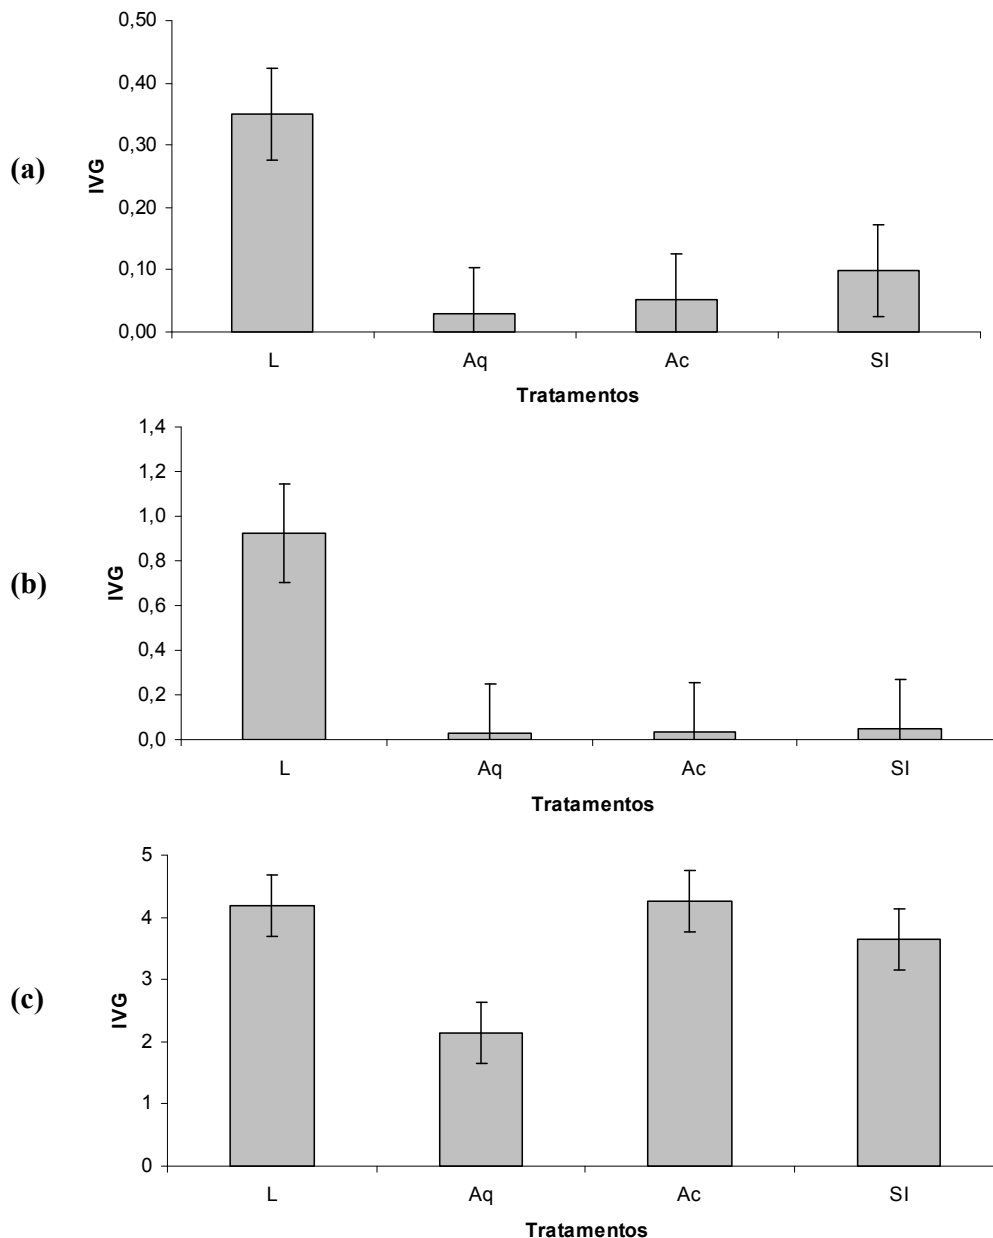 (a)
IVG
0,50
0,40
0,30
0,20
0,10
0,00
L Aq Ac SI
Tratamentos
(b)
IVG
1,4
1,2
1,0
0,8
0,6
0,4
0,2
0,0
L Aq Ac SI
Tratamentos
(c)
IVG
5
4
3
2
1
0
L Aq Ac SI
Tratamentos